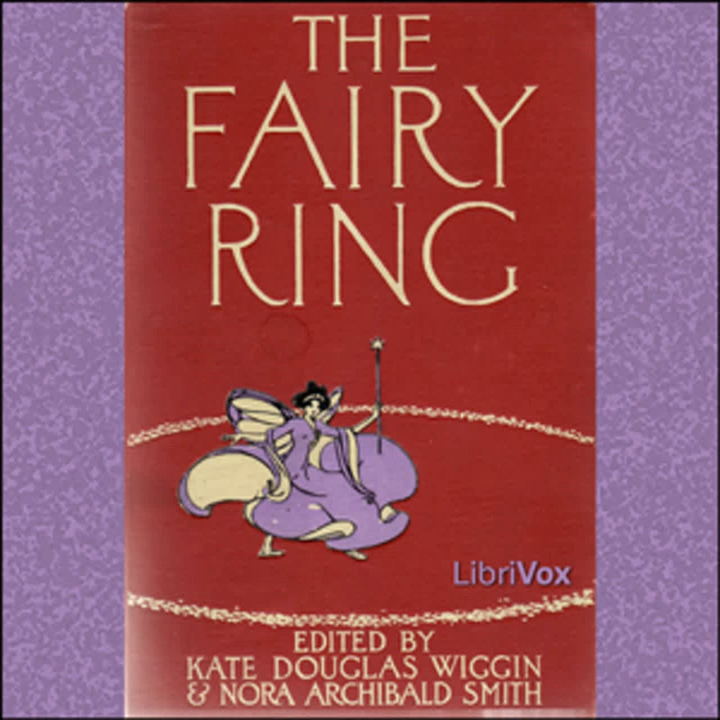 THE
FAIRY
RING
LibriVox
EDITED BY
KATE DOUGLAS WIGGIN
& NORA ARCHIBALD SMITH